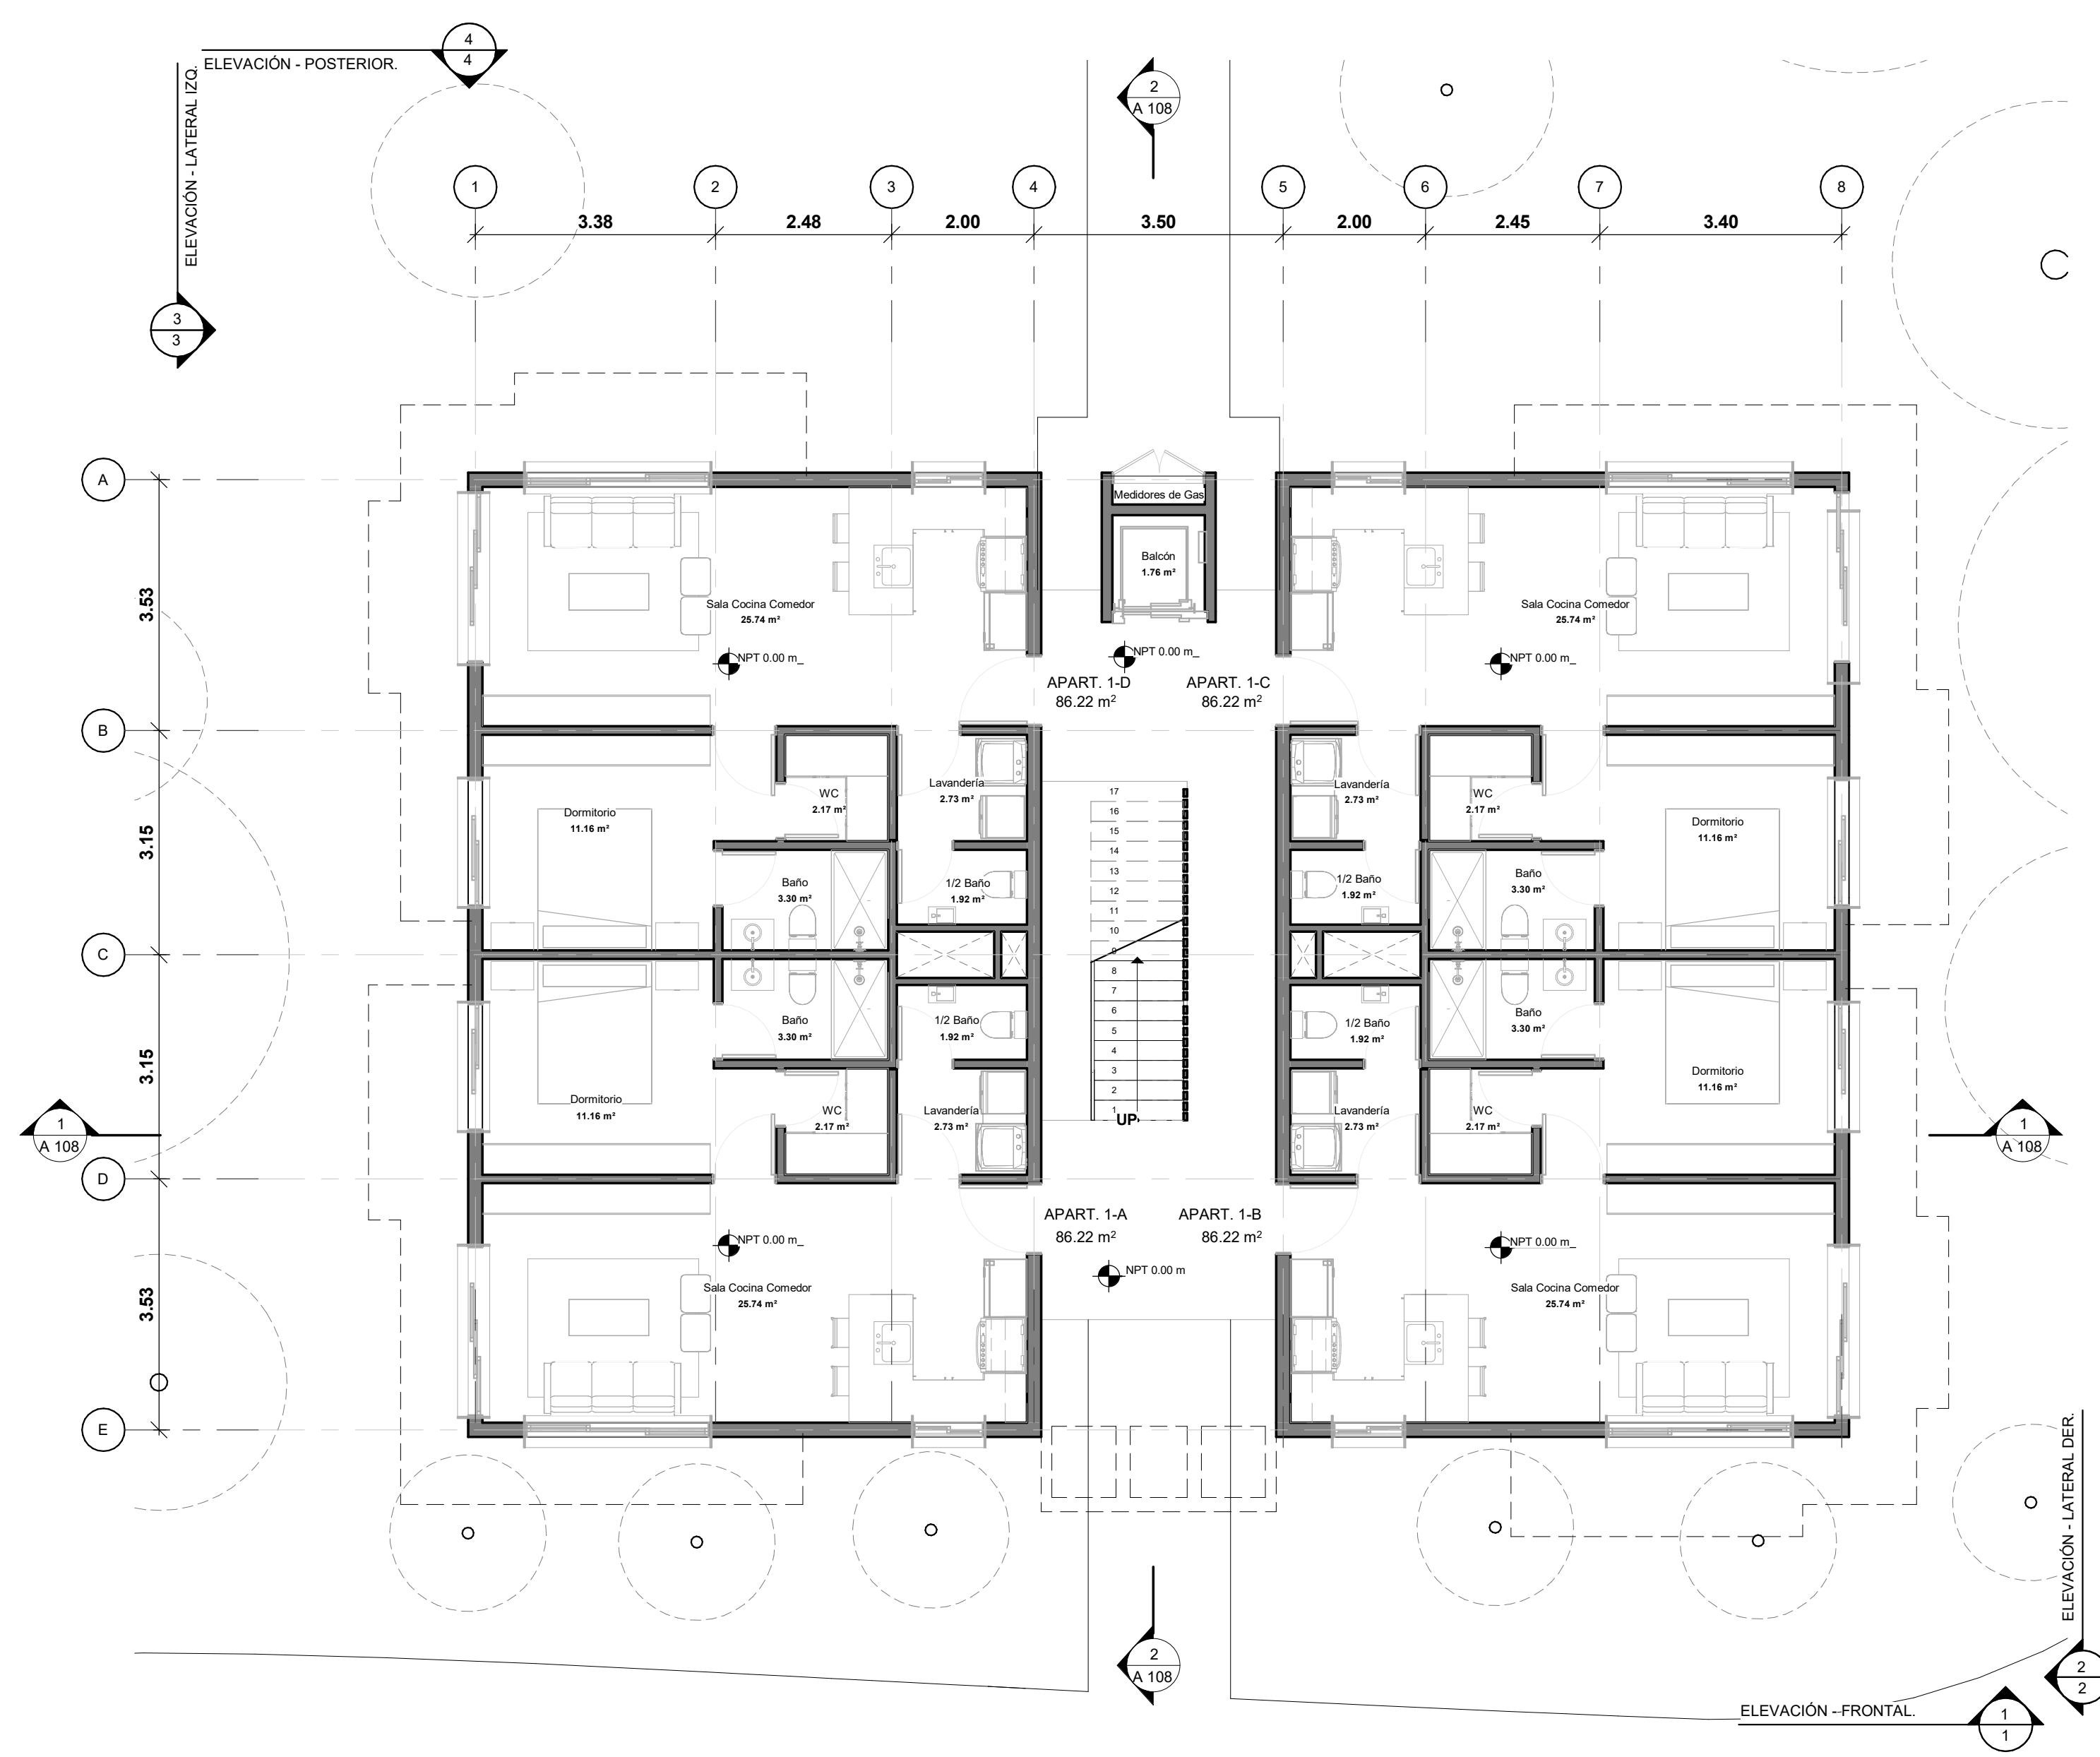 4
4
ELEVACIÓN - POSTERIOR.
ELEVACIÓN - LATERAL IZQ.
3
3
2
A 108
1
2
3
4
5
6
7
8
3.38
2.48
2.00
3.50
2.00
2.45
3.40
A
B
C
D
E
3.53
3.15
3.15
3.53
Medidores de Gas
Balcón
1.76 m²
Sala Cocina Comedor
25.74 m²
NPT 0.00 m_
NPT 0.00 m_
Sala Cocina Comedor
25.74 m²
NPT 0.00 m_
APART. 1-D
86.22 m²
APART. 1-C
86.22 m²
Dormitorio
11.16 m²
WC
2.17 m²
Lavandería
2.73 m²
Baño
3.30 m²
1/2 Baño
1.92 m²
17
16
15
14
13
12
11
10
9
8
7
6
5
4
3
2
1
UP
Lavandería
2.73 m²
WC
2.17 m²
Dormitorio
11.16 m²
1/2 Baño
1.92 m²
Baño
3.30 m²
Baño
3.30 m²
1/2 Baño
1.92 m²
Dormitorio
11.16 m²
WC
2.17 m²
Lavandería
2.73 m²
1/2 Baño
1.92 m²
Baño
3.30 m²
Lavandería
2.73 m²
WC
2.17 m²
Dormitorio
11.16 m²
1
A 108
1
A 108
APART. 1-A
86.22 m²
APART. 1-B
86.22 m²
NPT 0.00 m_
NPT 0.00 m
NPT 0.00 m_
Sala Cocina Comedor
25.74 m²
Sala Cocina Comedor
25.74 m²
ELEVACIÓN - LATERAL DER.
2
A 108
2
2
ELEVACIÓN - FRONTAL.
1
1